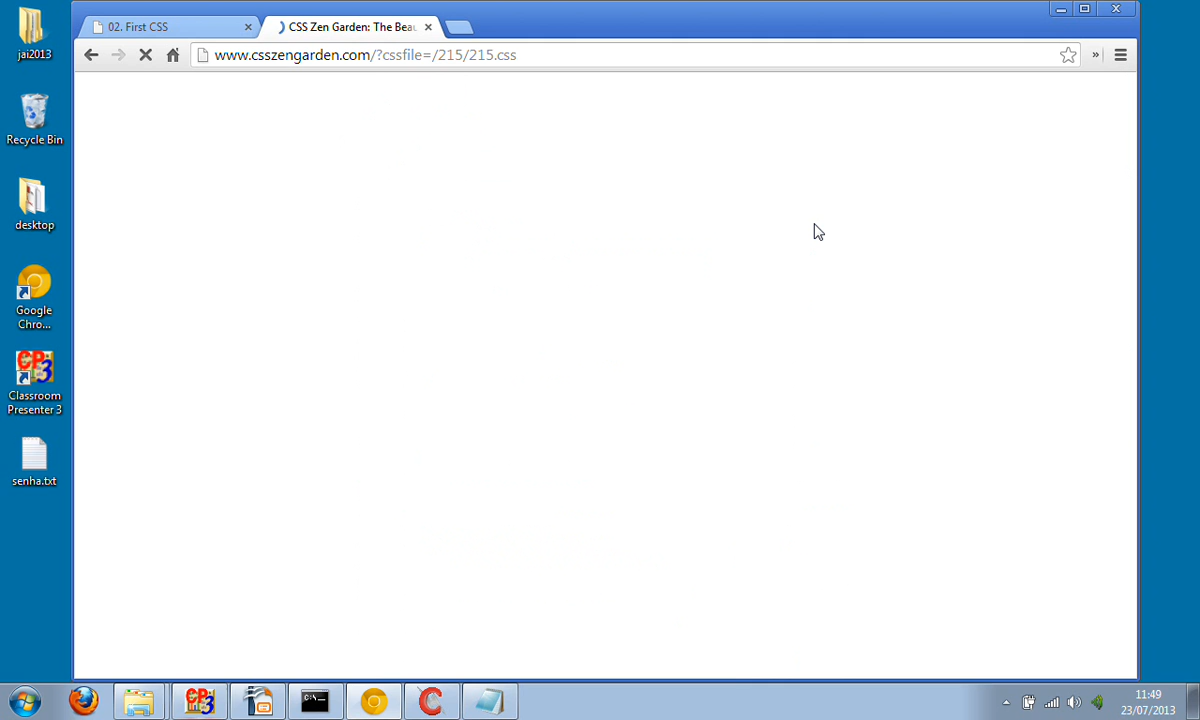 jai2013
Recycle Bin
desktop
Google
Chro...
Classroom
Presenter 3
senha.txt
02. First CSS
CSS Zen Garden: The Beau
www.csszengarden.com/?cssfile=/215/215.css
11:49
23/07/2013